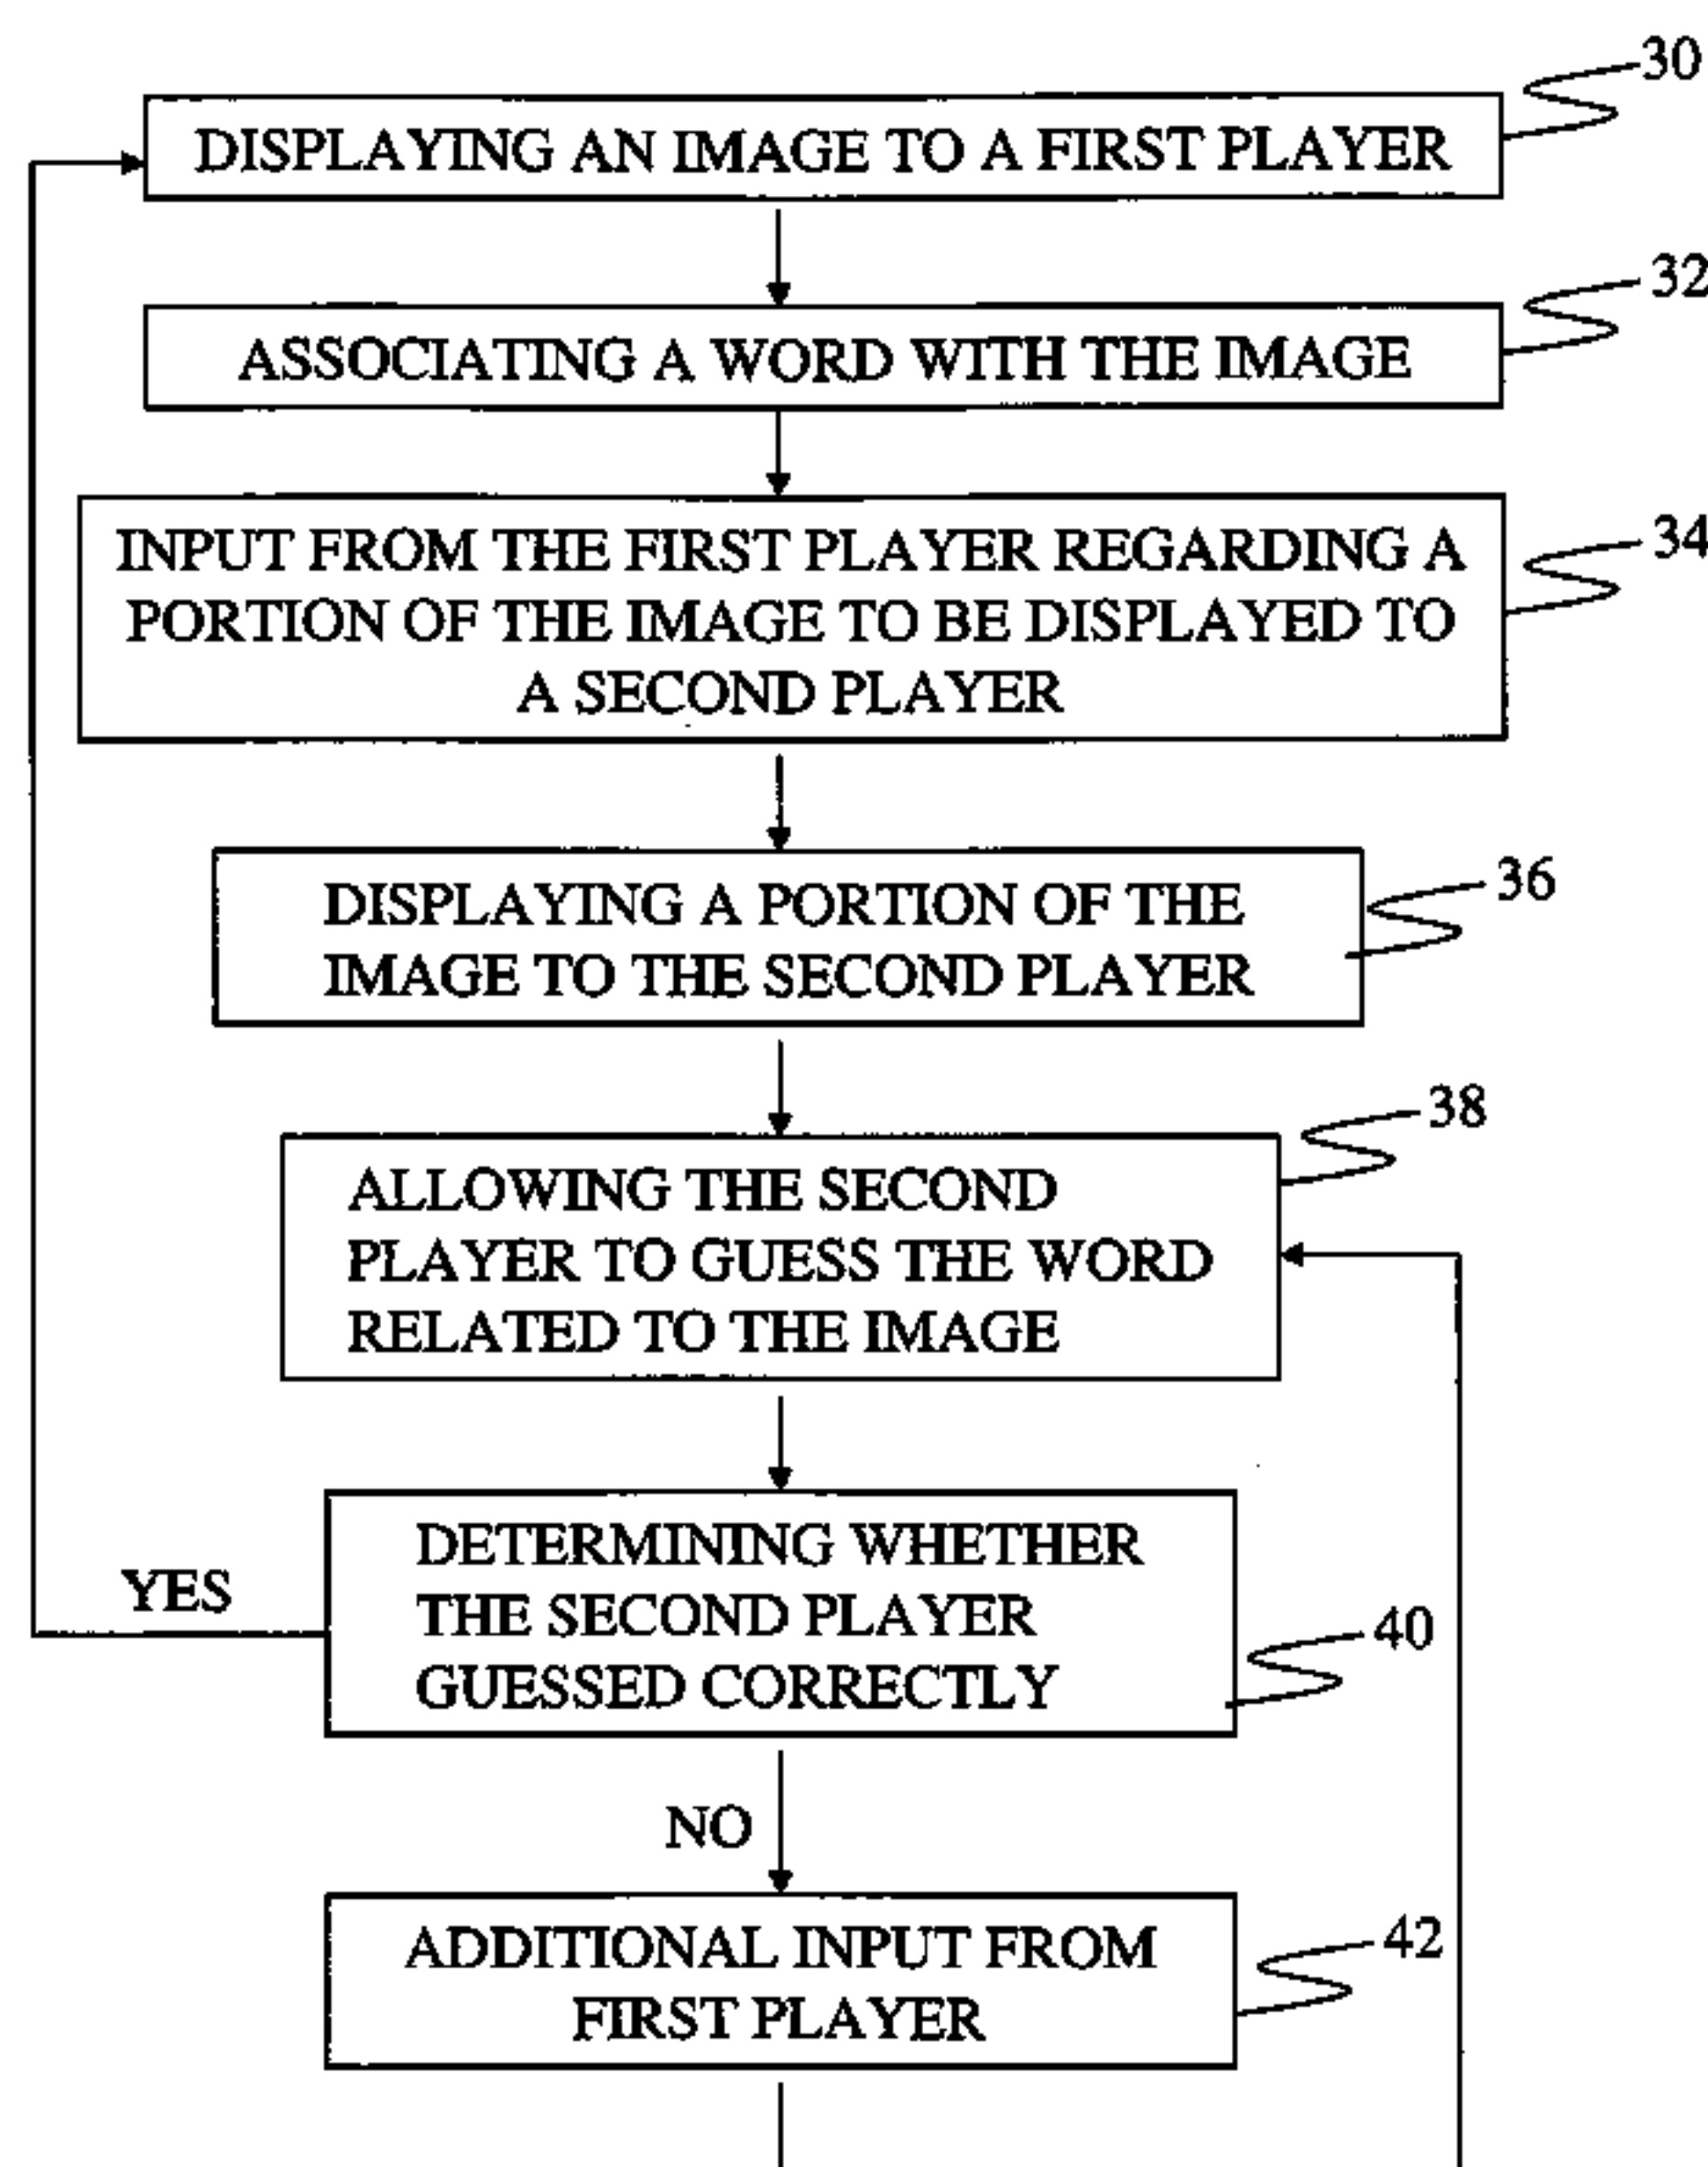 30
DISPLAYING AN IMAGE TO A FIRST PLAYER
32
ASSOCIATING A WORD WITH THE IMAGE
34
INPUT FROM THE FIRST PLAYER REGARDING A
PORTION OF THE IMAGE TO BE DISPLAYED TO
A SECOND PLAYER
36
DISPLAYING A PORTION OF THE
IMAGE TO THE SECOND PLAYER
38
ALLOWING THE SECOND
PLAYER TO GUESS THE WORD
RELATED TO THE IMAGE
DETERMINING WHETHER
THE SECOND PLAYER
GUESSED CORRECTLY
YES
40
NO
ADDITIONAL INPUT FROM
FIRST PLAYER
42